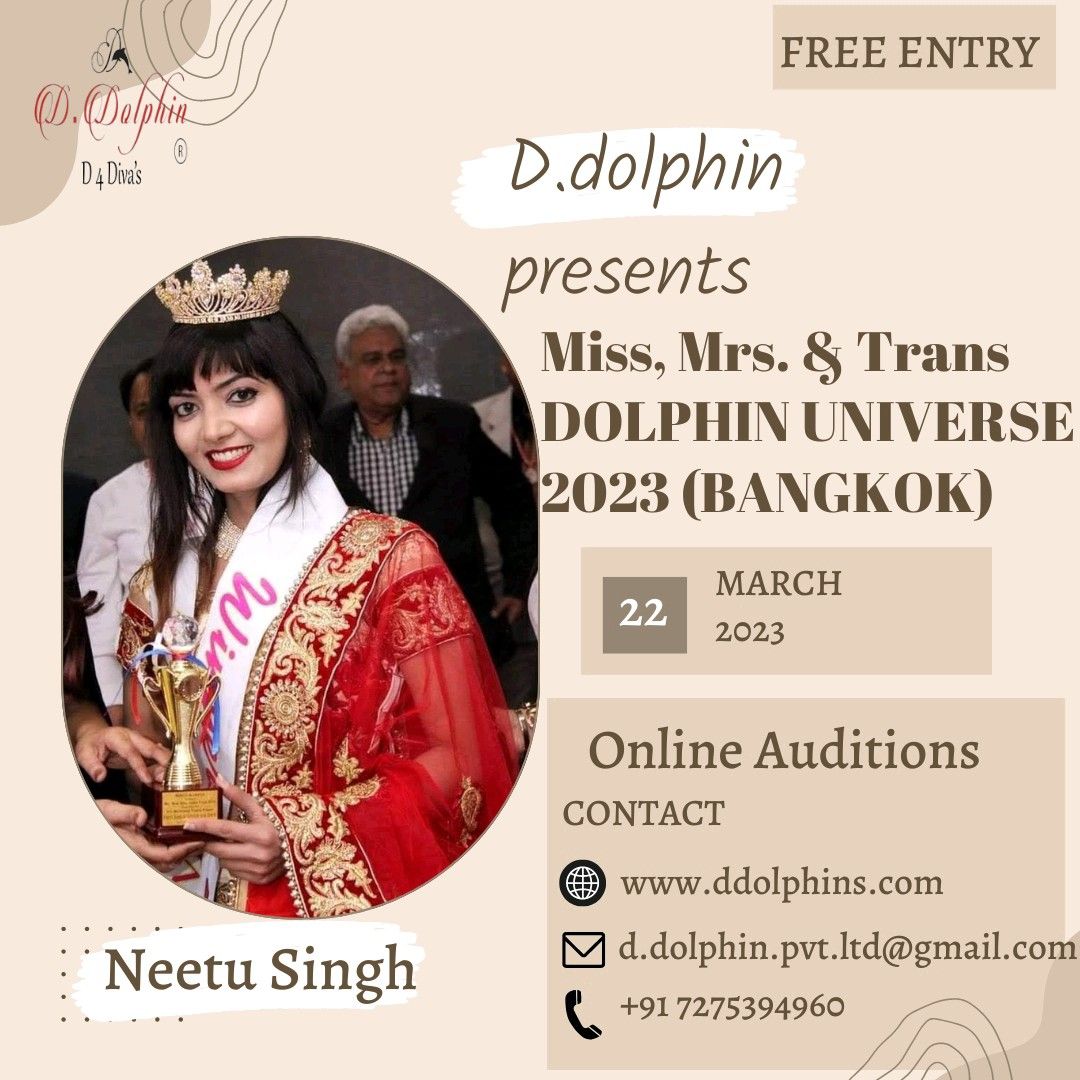 D.Dolphin
D 4 Diva's
®
FREE ENTRY
D.dolphin
presents
Miss, Mrs. & Trans
DOLPHIN UNIVERSE
2023 (BANGKOK)
22
MARCH
2023
Online Auditions
CONTACT
www.ddolphins.com
d.dolphin.pvt.ltd@gmail.com
+91 7275394960
Neetu Singh